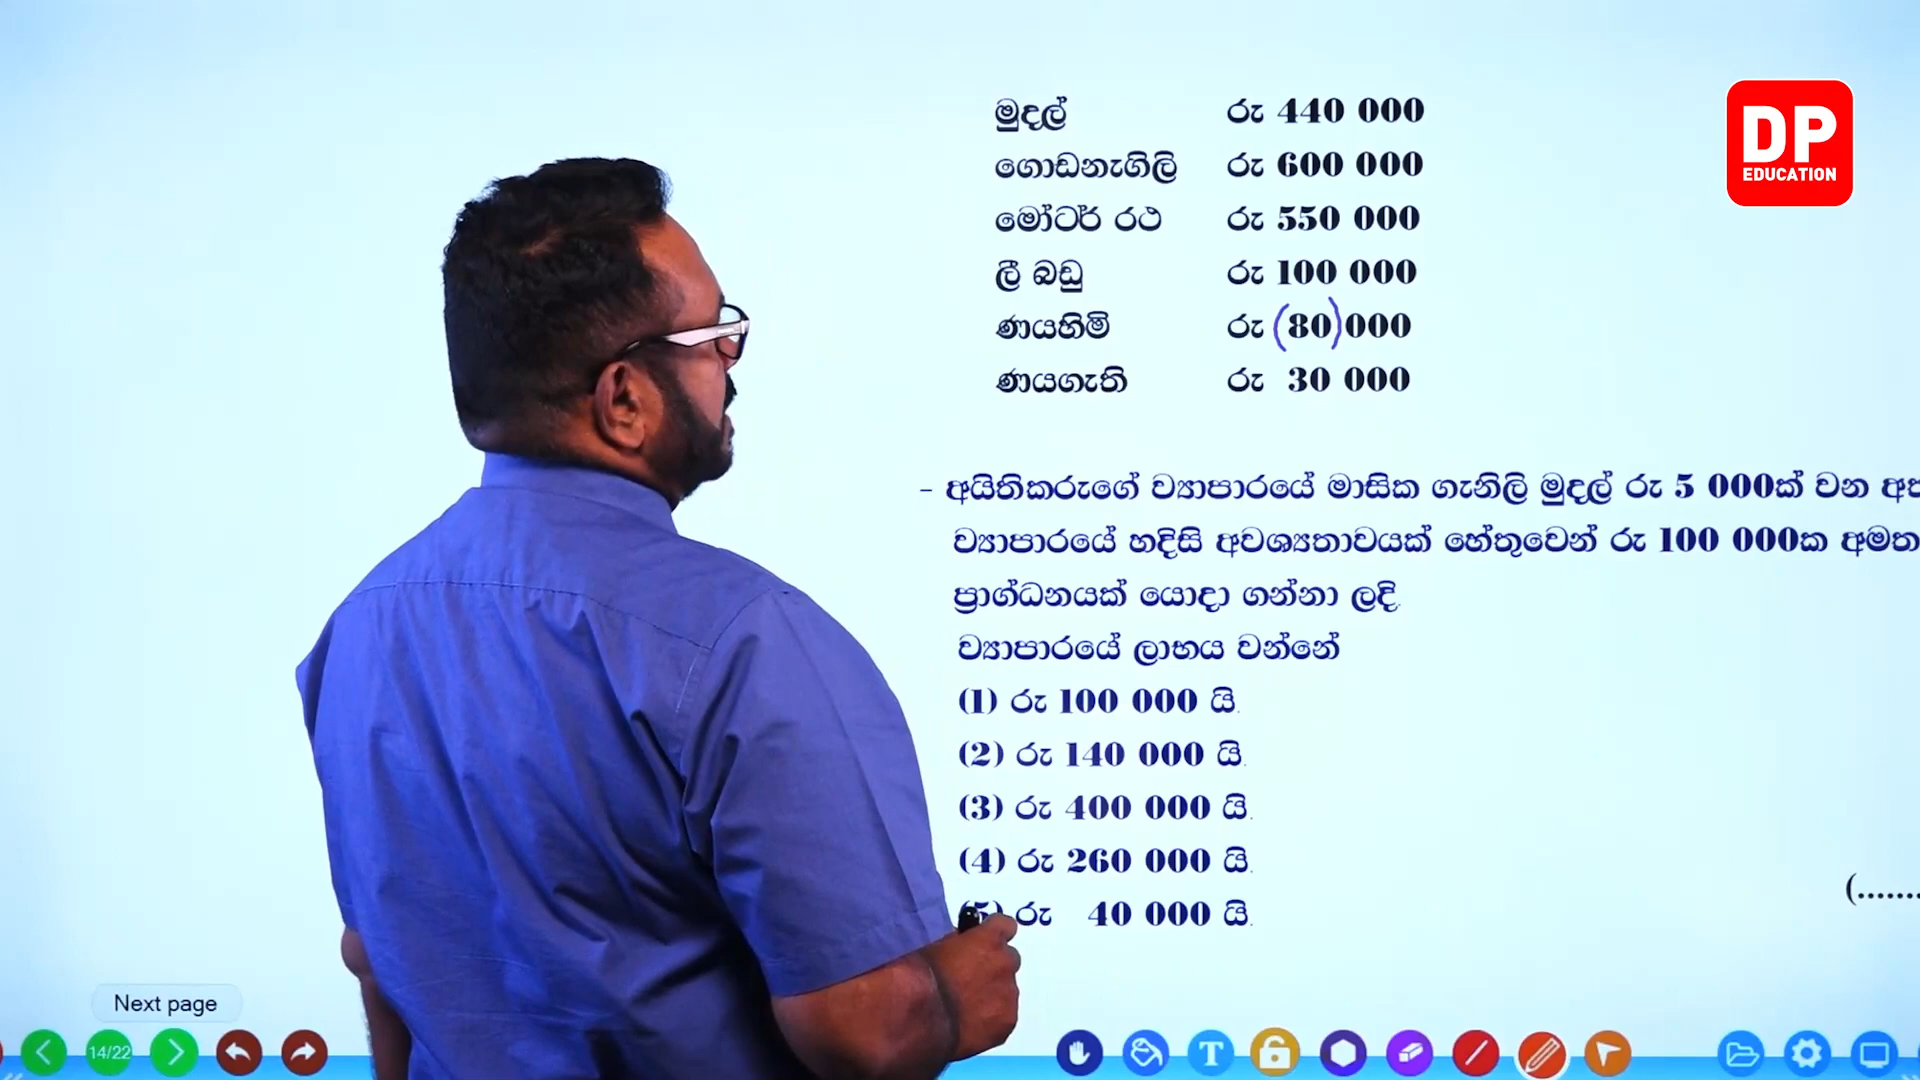 DP
EDUCATION
මුදල් රු 440 000
ගොඩනැගිලි රු 600 000
මෝටර් රථ රු 550 000
ලී බඩු රු 100 000
ණයහිමි රු (80) 000
ණයගැති රු 30 000
- අයිතිකරුගේ ව්‍යාපාරයේ මාසික ගැනිලි මුදල් රු 5 000ක් වන
ව්‍යාපාරයේ හදිසි අවශ්‍යතාවයක් හේතුවෙන් රු 100 000ක
ප්‍රාග්ධනයක් යොදා ගන්නා ලදි.
ව්‍යාපාරයේ ලාභය වන්නේ
(1) රු 100 000 යි.
(2) රු 140 000 යි.
(3) රු 400 000 යි.
(4) රු 260 000 යි.
(.......
(5) රු 40 000 යි.
Next page
14/22
T